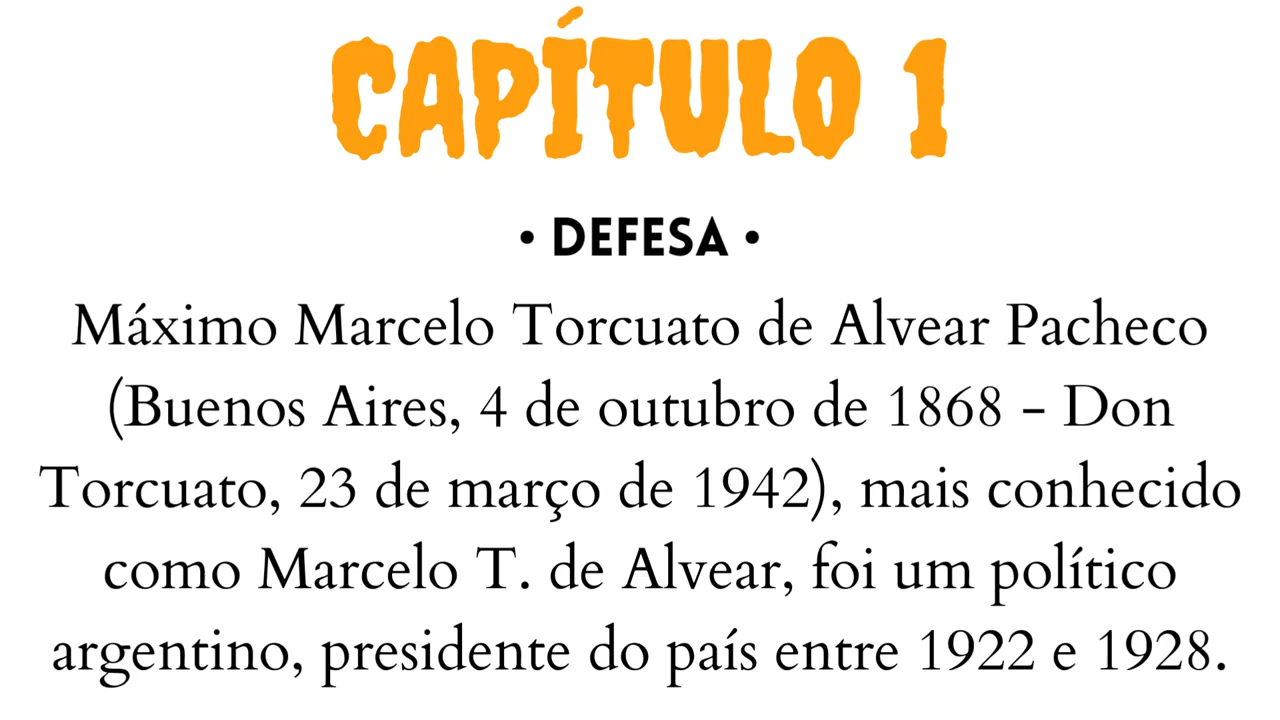 CAPÍTULO 1
• DEFESA •
Máximo Marcelo Torcuato de Alvear Pacheco
(Buenos Aires, 4 de outubro de 1868 – Don
Torcuato, 23 de março de 1942), mais conhecido
como Marcelo T. de Alvear, foi um político
argentino, presidente do país entre 1922 e 1928.